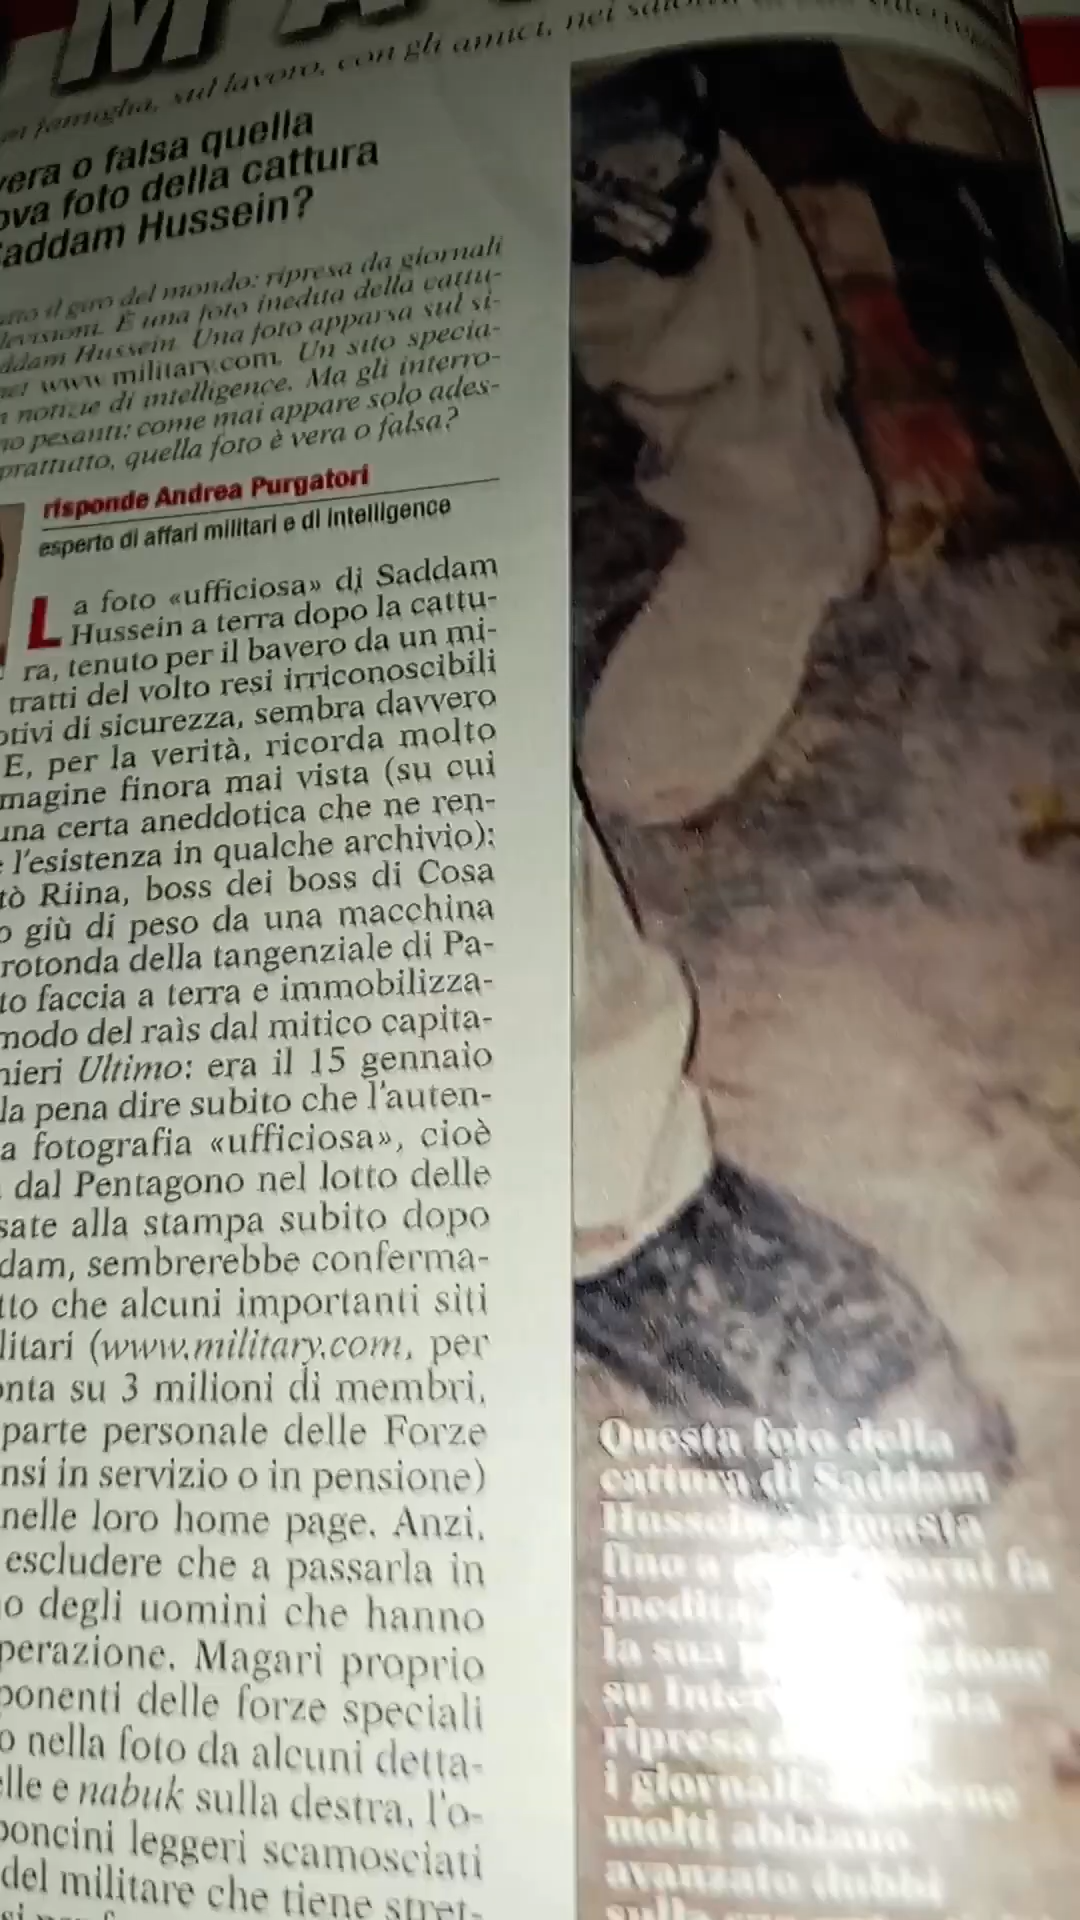 MA
in famiglia, sul lavoro, con gli amici, nei
vera o falsa quella
ova foto della cattura
Saddam Hussein?
atto il giro del mondo: ripresa da giornali
levisioni. È una foto inedita della cattu-
ddam Hussein. Una foto apparsa sul si-
net www.military.com. Un sito specia-
n notizie di intelligence. Ma gli interro-
no pesanti: come mai appare solo ades-
prattutto, quella foto è vera o falsa?
risponde Andrea Purgatori
esperto di affari militari e di intelligence
La foto «ufficiosa» di Saddam
Hussein a terra dopo la cattu-
ra, tenuto per il bavero da un mi-
tratti del volto resi irriconoscibili
otivi di sicurezza, sembra davvero
E, per la verità, ricorda molto
magine finora mai vista (su cui
una certa aneddotica che ne ren-
e l'esistenza in qualche archivio):
tò Riina, boss dei boss di Cosa
o giù di peso da una macchina
rotonda della tangenziale di Pa-
to faccia a terra e immobilizza-
modo del raìs dal mitico capita-
nieri Ultimo: era il 15 gennaio
la pena dire subito che l'auten-
a fotografia «ufficiosa», cioè
dal Pentagono nel lotto delle
sate alla stampa subito dopo
dam, sembrerebbe conferma-
tto che alcuni importanti siti
litari (www.military.com, per
onta su 3 milioni di membri,
parte personale delle Forze
nsi in servizio o in pensione)
nelle loro home page. Anzi,
escludere che a passarla in
o degli uomini che hanno
perazione. Magari proprio
ponenti delle forze speciali
o nella foto da alcuni detta-
elle e nabuk sulla destra, l'o-
poncini leggeri scamosciati
del militare che tiene stret-
Questa foto della
cattura di Saddam
Hussein è rimasta
fino a giorni fa
inedita
la sua
su
ripresa
i giornali
molti abbiano
avanzato dubbi